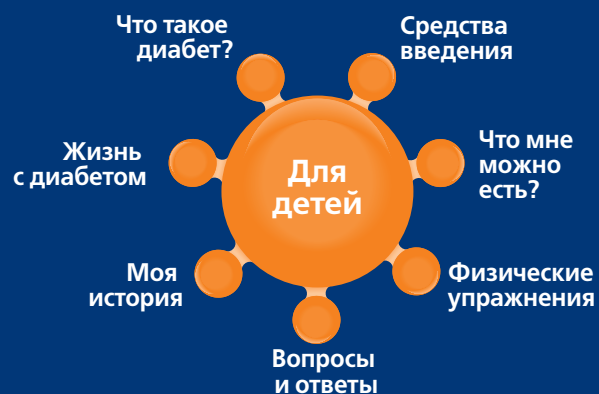 Что такое
диабет?
Средства
введения
Жизнь
с диабетом
Для
детей
Что мне
можно
есть?
Моя
история
Физические
упражнения
Вопросы
и ответы